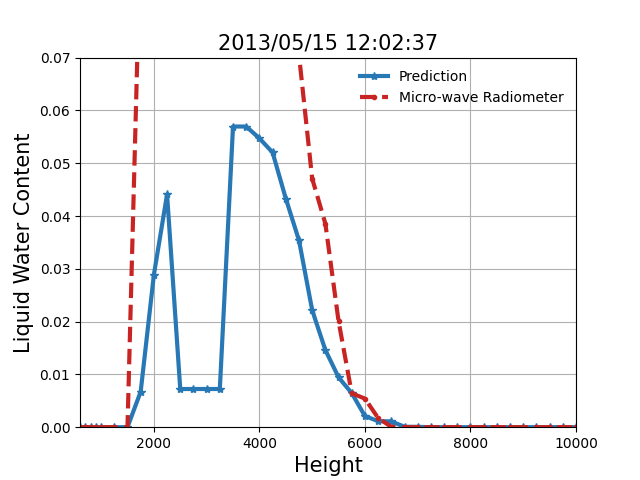 2013/05/15 12:02:37
Prediction
Micro-wave Radiometer
Liquid Water Content
0.07
0.06
0.05
0.04
0.03
0.02
0.01
0.00
2000 4000 6000 8000 10000
Height